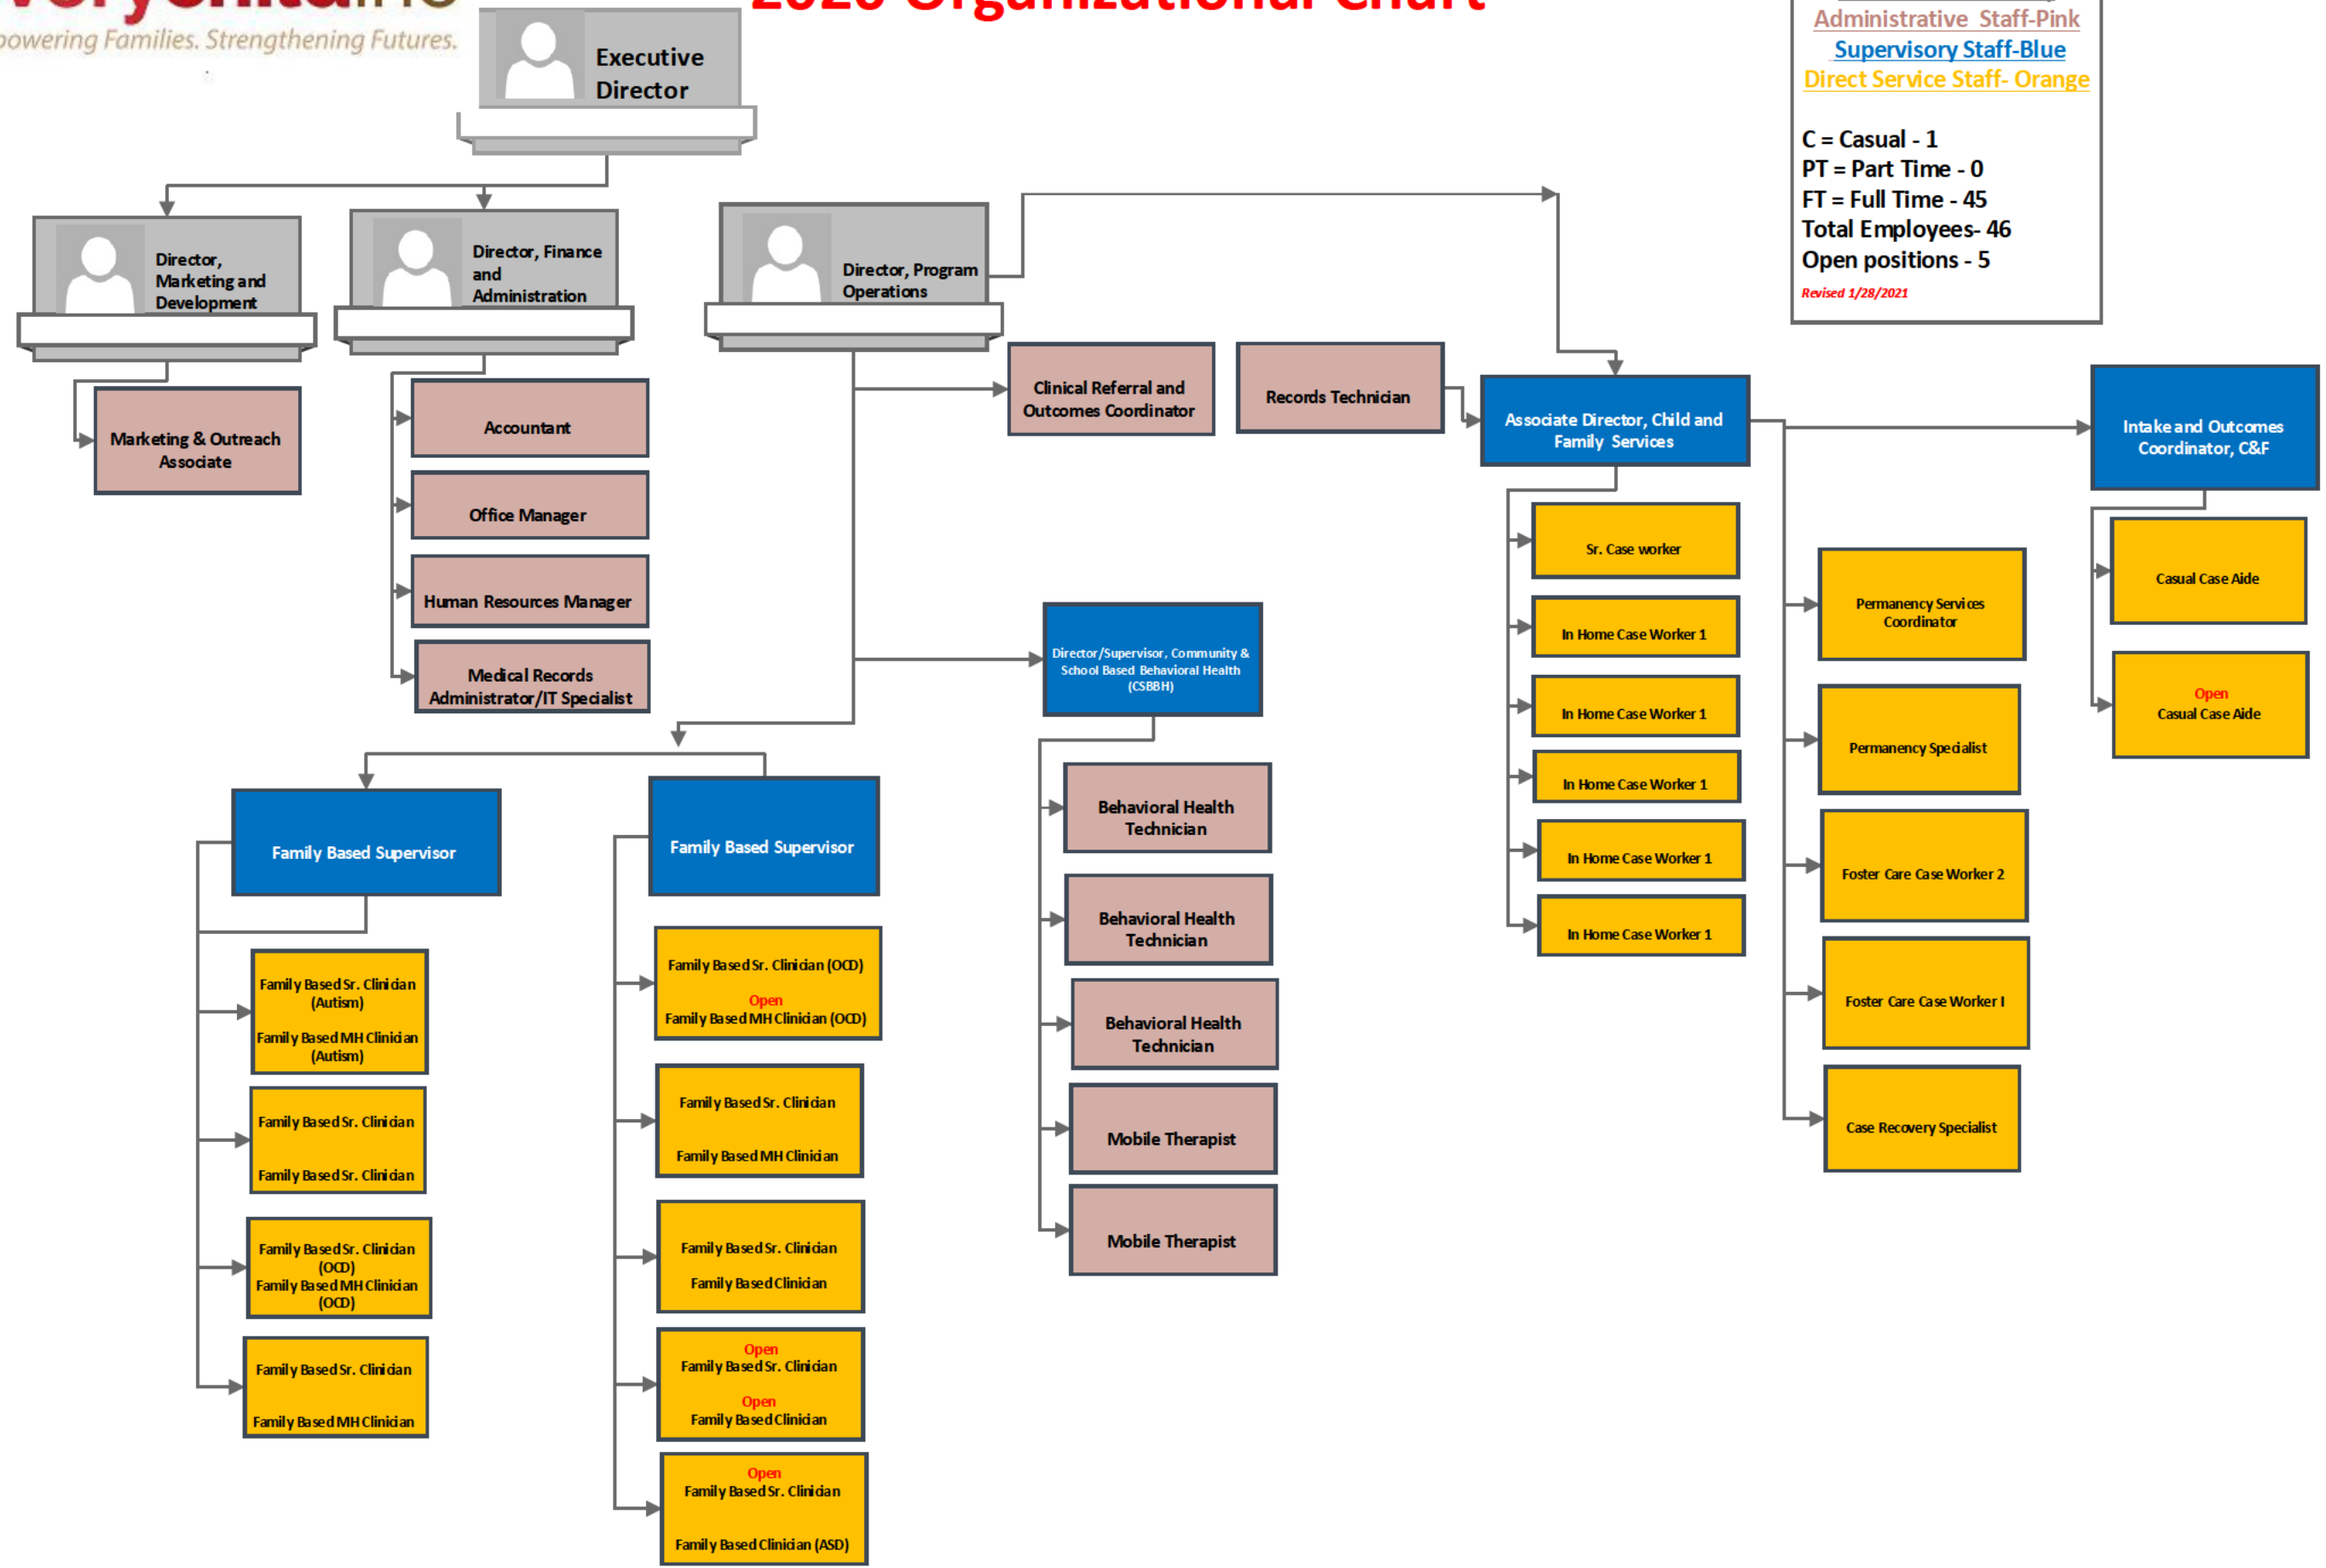 2020 Organizational Chart
powering Families. Strengthening Futures.
Executive
Director
Administrative Staff-Pink
Supervisory Staff-Blue
Direct Service Staff- Orange
C = Casual - 1
PT = Part Time - 0
FT = Full Time - 45
Total Employees- 46
Open positions - 5
Revised 1/28/2021
Director,
Marketing and
Development
Director, Finance
and
Administration
Director, Program
Operations
Marketing & Outreach
Associate
Accountant
Office Manager
Human Resources Manager
Medical Records
Administrator/IT Specialist
Clinical Referral and
Outcomes Coordinator
Records Technician
Associate Director, Child and
Family Services
Intake and Outcomes
Coordinator, C&F
Sr. Case worker
In Home Case Worker 1
In Home Case Worker 1
In Home Case Worker 1
In Home Case Worker 1
In Home Case Worker 1
Permanency Services
Coordinator
Permanency Specialist
Foster Care Case Worker 2
Foster Care Case Worker I
Case Recovery Specialist
Casual Case Aide
Open
Casual Case Aide
Director/Supervisor, Community &
School Based Behavioral Health
(CSBBH)
Behavioral Health
Technician
Behavioral Health
Technician
Behavioral Health
Technician
Mobile Therapist
Mobile Therapist
Family Based Supervisor
Family Based Sr. Clinician
(Autism)
Family Based MH Clinician
(Autism)
Family Based Sr. Clinician
Family Based Sr. Clinician
Family Based Sr. Clinician
(OCD)
Family Based MH Clinician
(OCD)
Family Based Sr. Clinician
Family Based MH Clinician
Family Based Supervisor
Family Based Sr. Clinician (OCD)
Open
Family Based MH Clinician (OCD)
Family Based Sr. Clinician
Family Based MH Clinician
Family Based Sr. Clinician
Family Based Clinician
Open
Family Based Sr. Clinician
Open
Family Based Clinician
Open
Family Based Sr. Clinician
Family Based Clinician (ASD)